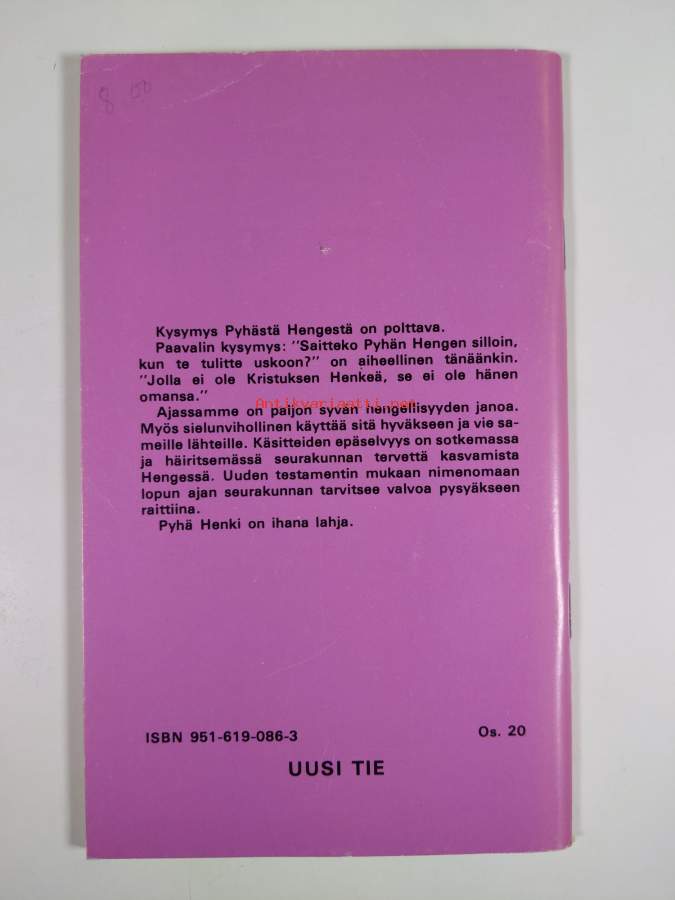 8 00
Kysymys Pyhästä Hengestä on polttava.
Paavalin kysymys: "Saitteko Pyhän Hengen silloin,
kun te tulitte uskoon?" on aiheellinen tänäänkin.
"Jolla ei ole Kristuksen Henkeä, se ei ole hänen
omansa."
Antikvariaatti.net
Ajassamme on paljon syvän hengellisyyden janoa.
Myös sielunvihollinen käyttää sitä hyväkseen ja vie sa-
meille lähteille. Käsitteiden epäselvyys on sotkemassa
ja häiritsemässä seurakunnan tervettä kasvamista
Hengessä. Uuden testamentin mukaan nimenomaan
lopun ajan seurakunnan tarvitsee valvoa pysyäkseen
raittiina.
Pyhä Henki on ihana lahja.
ISBN 951-619-086-3
Os. 20
UUSI TIE